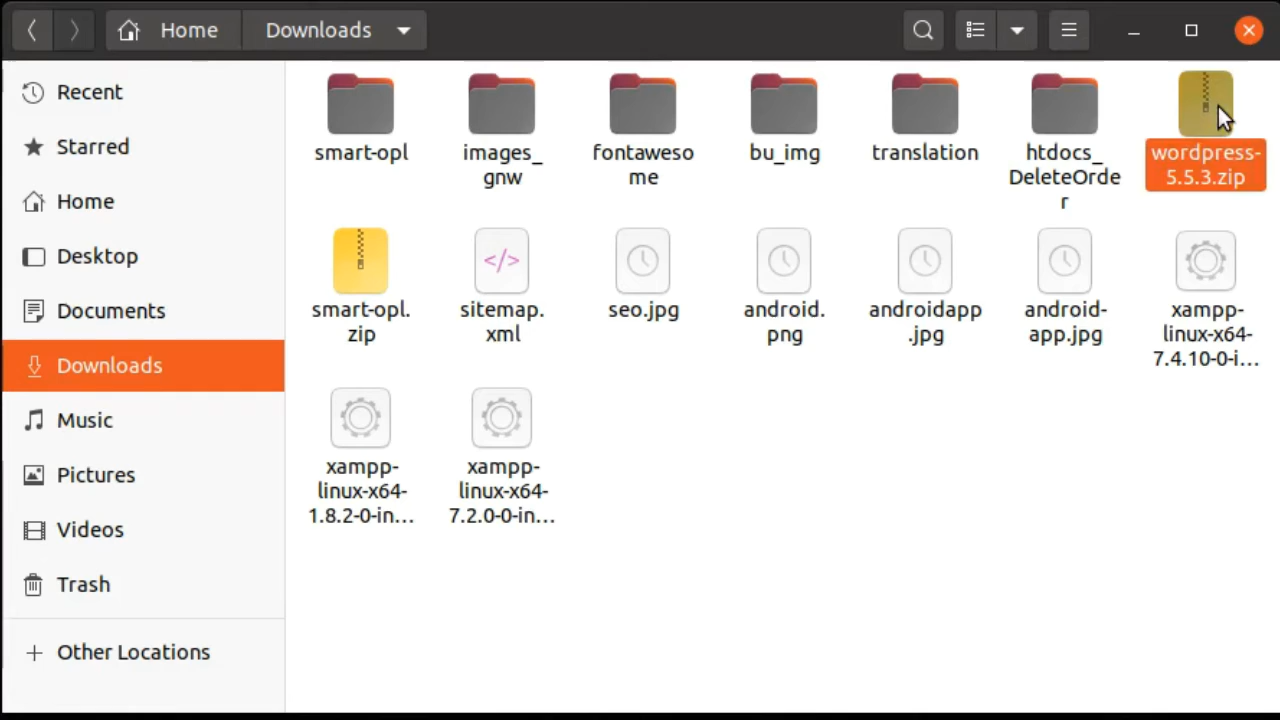 Home
Downloads
Recent
Starred
Home
Desktop
Documents
Downloads
Music
Pictures
Videos
Trash
Other Locations
smart-opl
images_
gnw
fontaweso
me
bu_img
translation
htdocs_
DeleteOrde
r
wordpress-
5.5.3.zip
smart-opl.
zip
sitemap.
xml
seo.jpg
android.
png
androidapp
.jpg
android-
app.jpg
xampp-
linux-x64-
7.4.10-0-i...
xampp-
linux-x64-
1.8.2-0-in...
xampp-
linux-x64-
7.2.0-0-in...